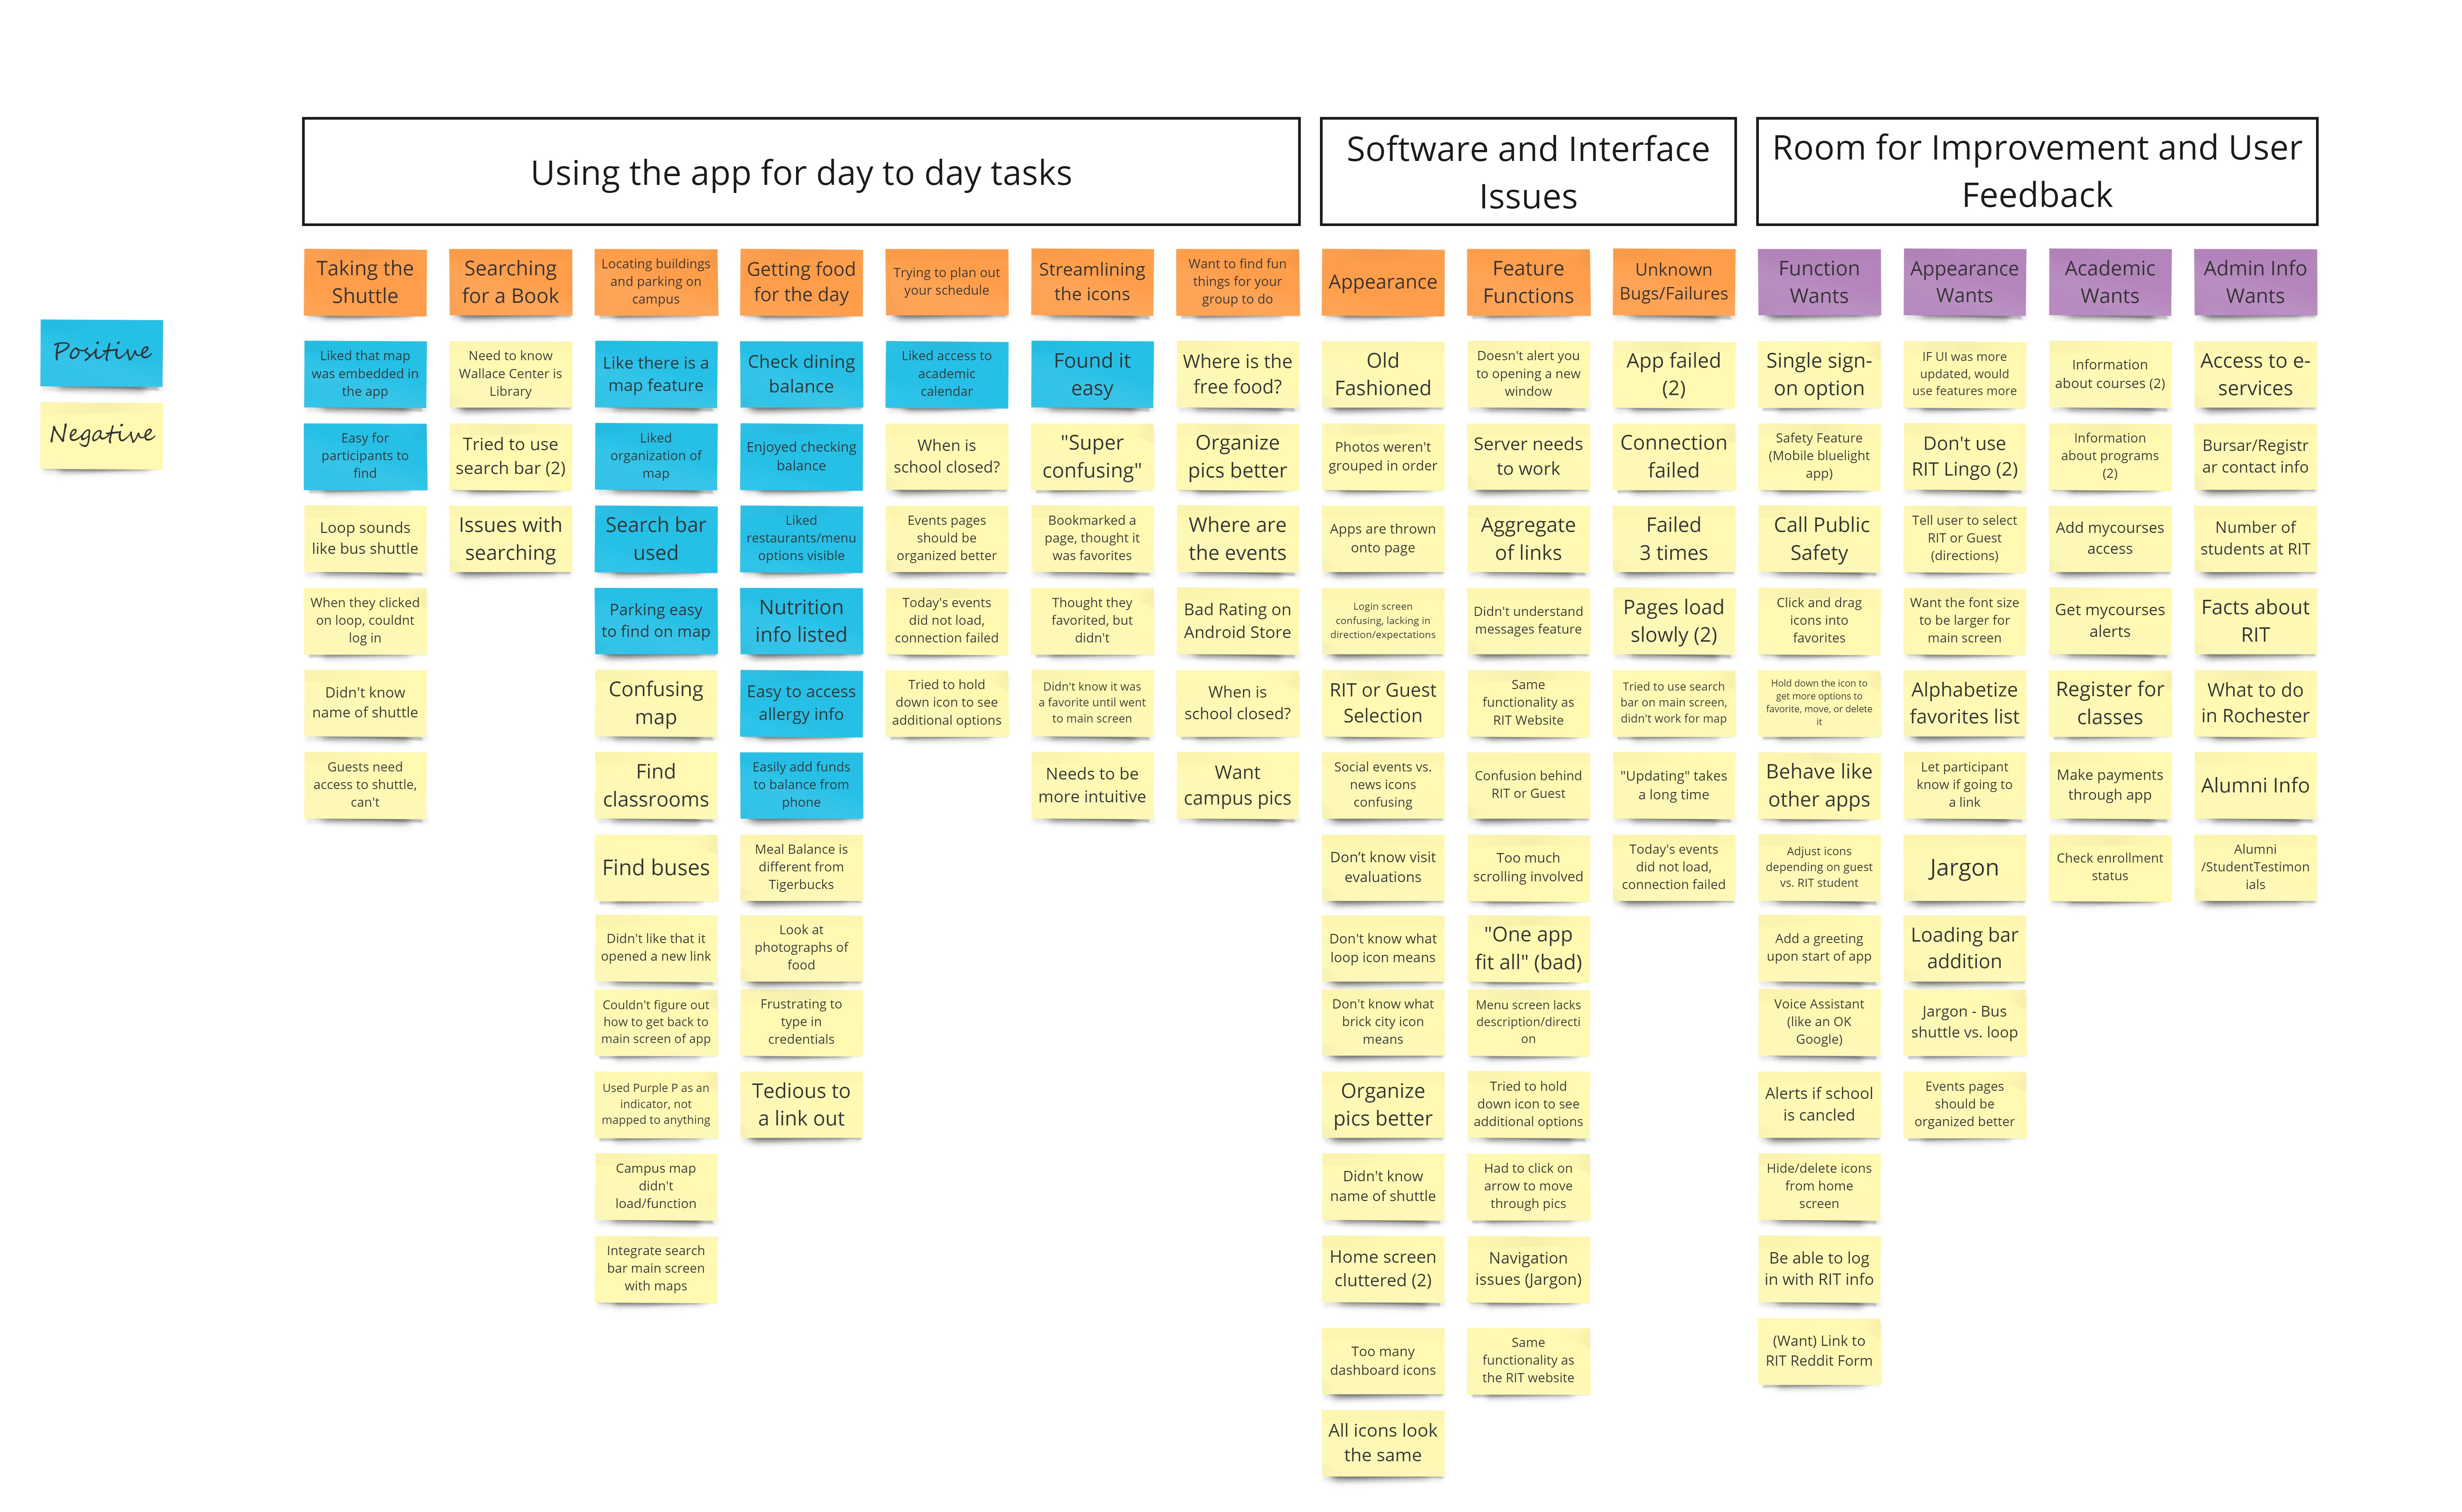 Using the app for day to day tasks
Software and Interface
Issues
Room for Improvement and User
Feedback
Positive
Negative
Taking the
Shuttle
Liked that map
was embedded in
the app
Easy for
participants to
find
Loop sounds
like bus shuttle
When they clicked
on loop, couldnt
log in
Didn't know
name of shuttle
Guests need
access to shuttle,
can't
Searching
for a Book
Need to know
Wallace Center is
Library
Tried to use
search bar (2)
Issues with
searching
Locating buildings
and parking on
campus
Like there is a
map feature
Liked
organization of
map
Search bar
used
Parking easy
to find on map
Confusing
map
Find
classrooms
Find buses
Didn't like that it
opened a new link
Couldn't figure out
how to get back to
main screen of app
Used Purple P as an
indicator, not
mapped to anything
Campus map
didn't
load/function
Integrate search
bar main screen
with maps
Getting food
for the day
Check dining
balance
Enjoyed checking
balance
Liked
restaurants/menu
options visible
Nutrition
info listed
Easy to access
allergy info
Easily add funds
to balance from
phone
Meal Balance is
different from
Tigerbucks
Look at
photographs of
food
Frustrating to
type in
credentials
Tedious to
a link out
Trying to plan out
your schedule
Liked access to
academic
calendar
When is
school closed?
Events pages
should be
organized better
Today's events
did not load,
connection failed
Tried to hold
down icon to see
additional options
Streamlining
the icons
Found it
easy
"Super
confusing"
Bookmarked a
page, thought it
was favorites
Thought they
favorited, but
didn't
Didn't know it was
a favorite until went
to main screen
Needs to be
more intuitive
Want to find fun
things for your
group to do
Where is the
free food?
Organize
pics better
Where are
the events
Bad Rating on
Android Store
When is
school closed?
Want
campus pics
Appearance
Old
Fashioned
Photos weren't
grouped in order
Apps are thrown
onto page
Login screen
confusing, lacking in
direction/expectations
RIT or Guest
Selection
Social events vs.
news icons
confusing
Don't know visit
evaluations
Don't know what
loop icon means
Don't know what
brick city icon
means
Organize
pics better
Didn't know
name of shuttle
Home screen
cluttered (2)
Too many
dashboard icons
All icons look
the same
Feature
Functions
Doesn't alert you
to opening a new
window
Server needs
to work
Aggregate
of links
Didn't understand
messages feature
Same
functionality as
RIT Website
Confusion behind
RIT or Guest
Too much
scrolling involved
"One app
fit all" (bad)
Menu screen lacks
description/directi
on
Tried to hold
down icon to see
additional options
Had to click on
arrow to move
through pics
Navigation
issues (Jargon)
Same
functionality as
the RIT website
Unknown
Bugs/Failures
App failed
(2)
Connection
failed
Failed
3 times
Pages load
slowly (2)
Tried to use search
bar on main screen,
didn't work for map
"Updating" takes
a long time
Today's events
did not load,
connection failed
Function
Wants
Single sign-
on option
Safety Feature
(Mobile bluelight
app)
Call Public
Safety
Click and drag
icons into
favorites
Hold down the icon to
get more options to
favorite, move, or delete
it
Behave like
other apps
Adjust icons
depending on guest
vs. RIT student
Add a greeting
upon start of app
Voice Assistant
(like an OK
Google)
Alerts if school
is cancled
Hide/delete icons
from home
screen
Be able to log
in with RIT info
(Want) Link to
RIT Reddit Form
Appearance
Wants
IF UI was more
updated, would
use features more
Don't use
RIT Lingo (2)
Tell user to select
RIT or Guest
(directions)
Want the font size
to be larger for
main screen
Alphabetize
favorites list
Let participant
know if going to
a link
Jargon
Loading bar
addition
Jargon - Bus
shuttle vs. loop
Events pages
should be
organized better
Academic
Wants
Information
about courses (2)
Information
about programs
(2)
Add mycourses
access
Get mycourses
alerts
Register for
classes
Make payments
through app
Check enrollment
status
Admin Info
Wants
Access to e-
services
Bursar/Registr
ar contact info
Number of
students at RIT
Facts about
RIT
What to do
in Rochester
Alumni Info
Alumni
/StudentTestimon
ials